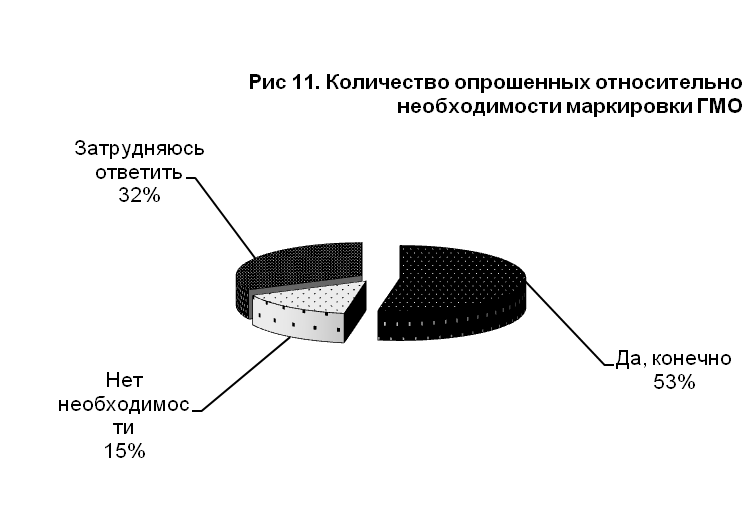 Рис 11. Количество опрошенных относительно
необходимости маркировки ГМО
Затрудняюсь
ответить
32%
Да, конечно
53%
Нет
необходимос
ти
15%